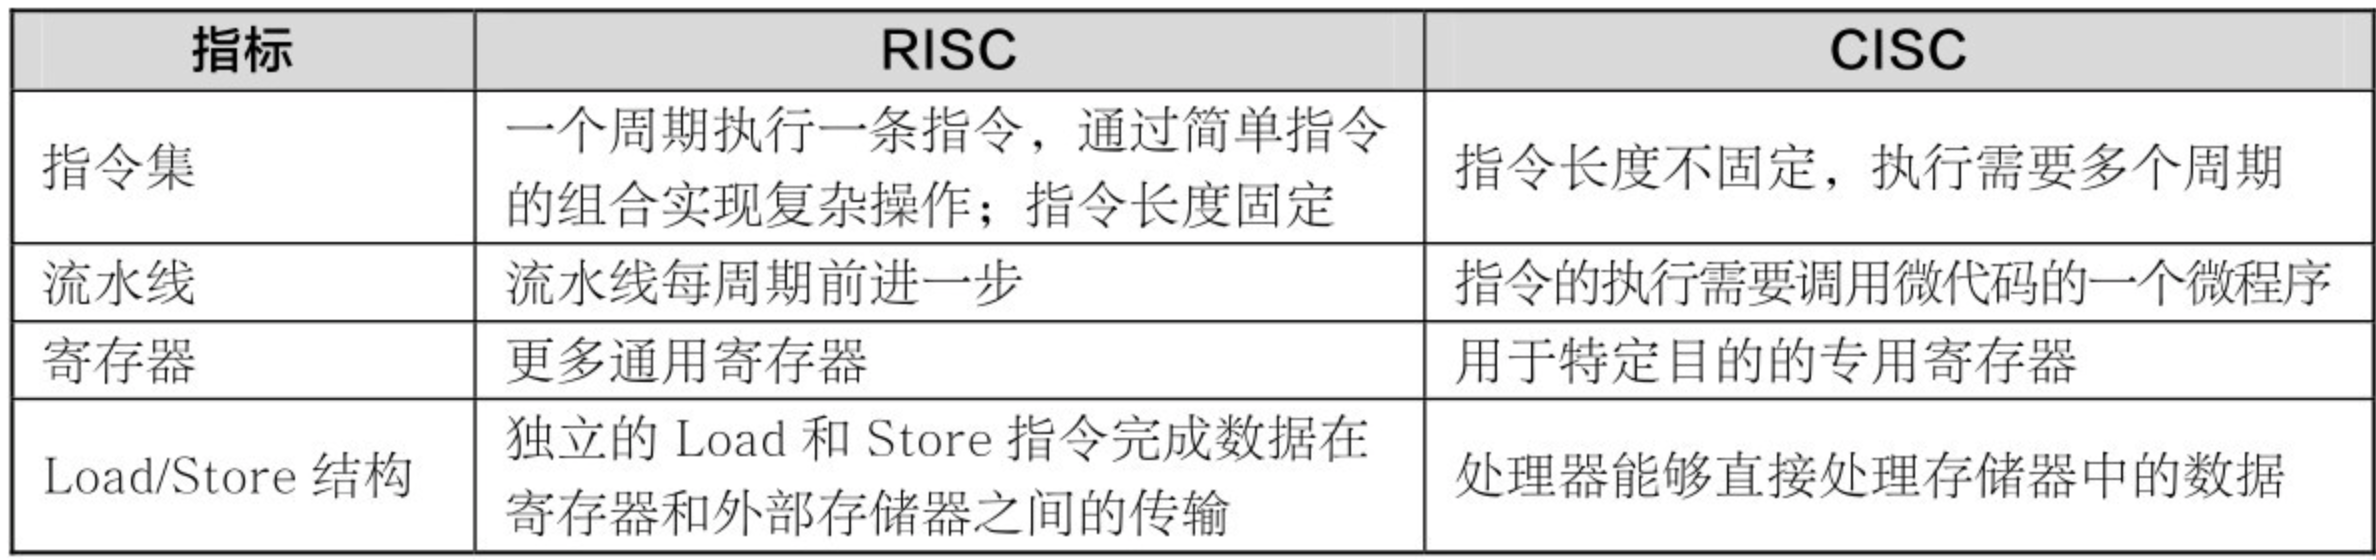 指标 RISC CISC
指令集
一个周期执行一条指令，通过简单指令
的组合实现复杂操作；指令长度固定
指令长度不固定，执行需要多个周期
流水线 流水线每周期前进一步 指令的执行需要调用微代码的一个微程序
寄存器 更多通用寄存器 用于特定目的的专用寄存器
Load/Store 结构
独立的 Load 和 Store 指令完成数据在
寄存器和外部存储器之间的传输
处理器能够直接处理存储器中的数据